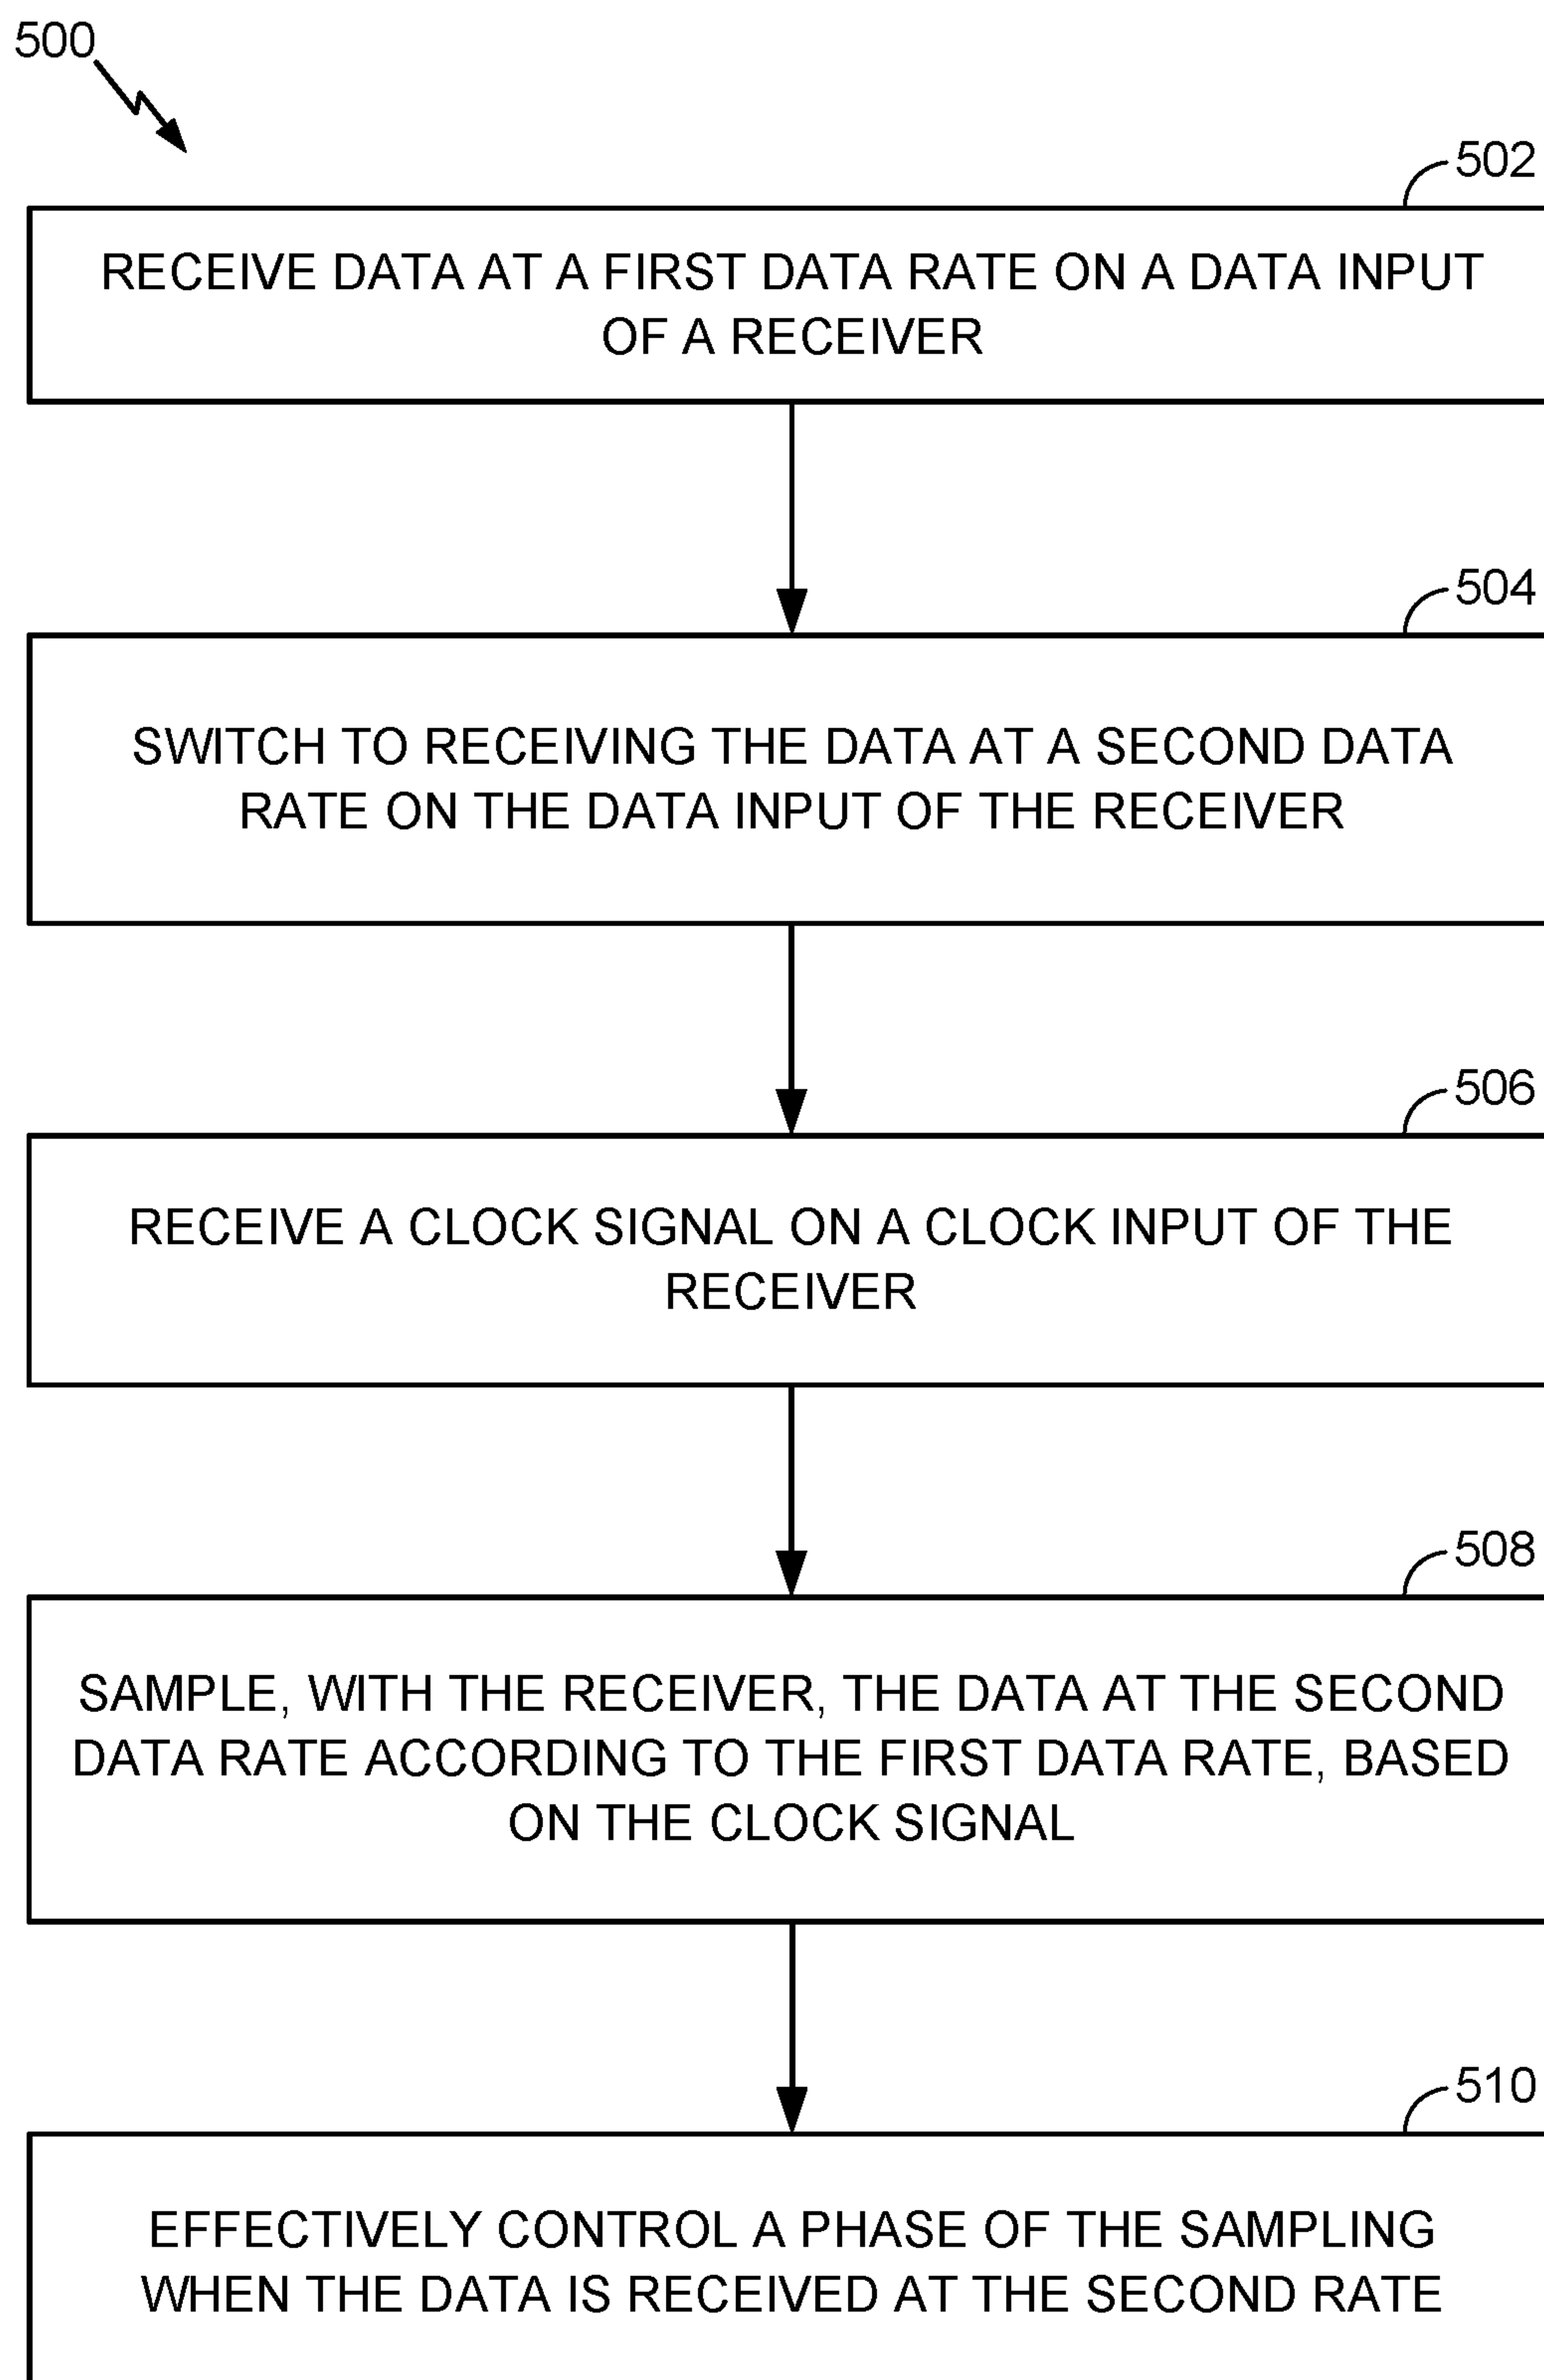 500
502
RECEIVE DATA AT A FIRST DATA RATE ON A DATA INPUT
OF A RECEIVER
504
SWITCH TO RECEIVING THE DATA AT A SECOND DATA
RATE ON THE DATA INPUT OF THE RECEIVER
506
RECEIVE A CLOCK SIGNAL ON A CLOCK INPUT OF THE
RECEIVER
508
SAMPLE, WITH THE RECEIVER, THE DATA AT THE SECOND
DATA RATE ACCORDING TO THE FIRST DATA RATE, BASED
ON THE CLOCK SIGNAL
510
EFFECTIVELY CONTROL A PHASE OF THE SAMPLING
WHEN THE DATA IS RECEIVED AT THE SECOND RATE